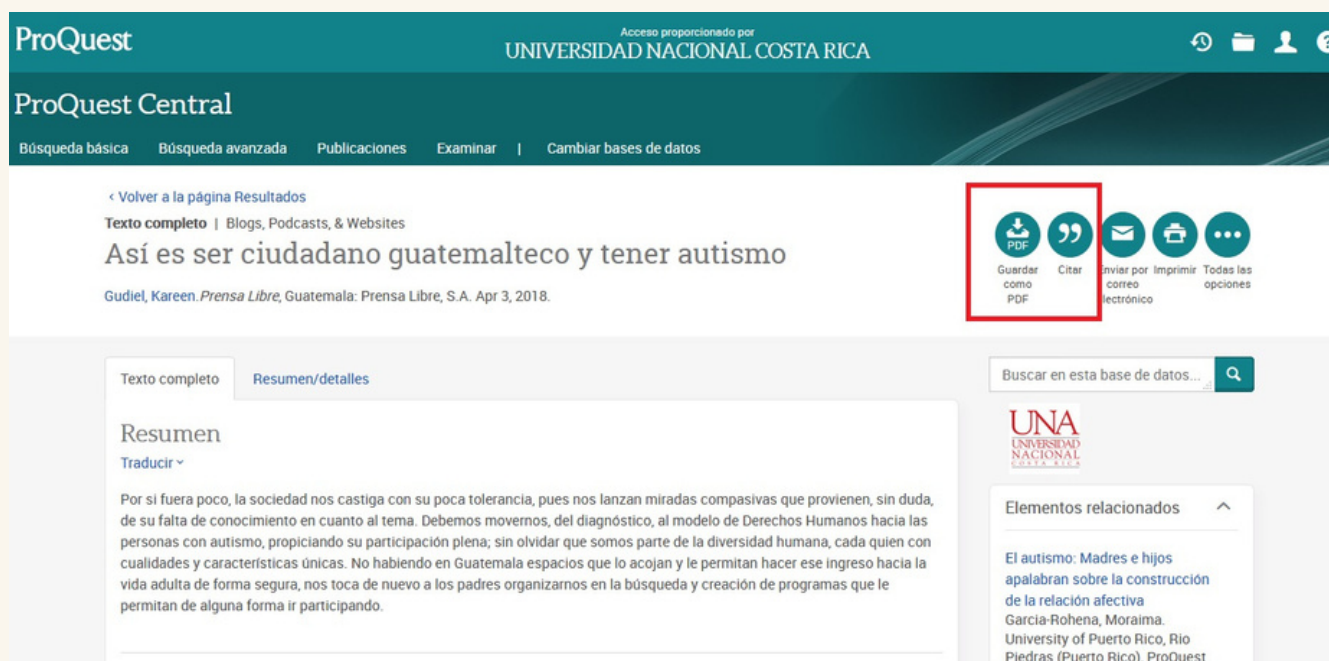 ProQuest
Acceso proporcionado por
UNIVERSIDAD NACIONAL COSTA RICA
ProQuest Central
Búsqueda básica Búsqueda avanzada Publicaciones Examinar | Cambiar bases de datos
‹ Volver a la página Resultados
Texto completo | Blogs, Podcasts, & Websites
Así es ser ciudadano guatemalteco y tener autismo
Gudiel, Kareen. Prensa Libre, Guatemala: Prensa Libre, S.A. Apr 3, 2018.
PDF
Guardar como PDF
Citar
Enviar por correo electrónico
Imprimir
Todas las opciones
Texto completo Resumen/detalles
Resumen
Traducir
Por si fuera poco, la sociedad nos castiga con su poca tolerancia, pues nos lanzan miradas compasivas que provienen, sin duda,
de su falta de conocimiento en cuanto al tema. Debemos movernos, del diagnóstico, al modelo de Derechos Humanos hacia las
personas con autismo, propiciando su participación plena; sin olvidar que somos parte de la diversidad humana, cada quien con
cualidades y características únicas. No habiendo en Guatemala espacios que lo acojan y le permitan hacer ese ingreso hacia la
vida adulta de forma segura, nos toca de nuevo a los padres organizarnos en la búsqueda y creación de programas que le
permitan de alguna forma ir participando.
Buscar en esta base de datos...
UNA
UNIVERSIDAD
NACIONAL
COSTA RICA
Elementos relacionados
El autismo: Madres e hijos
apalabran sobre la construcción
de la relación afectiva
Garcia-Rohena, Moraima.
University of Puerto Rico, Rio
Piedras (Puerto Rico). ProQuest